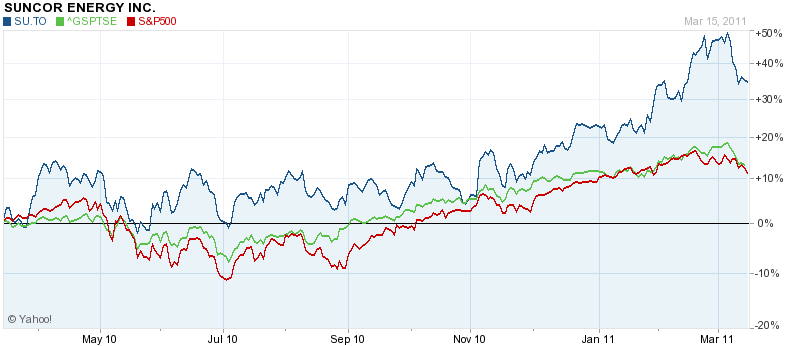 SUNCOR ENERGY INC.
SU.TO ^GSPTSE S&P500 Mar 15, 2011
+50%
+40%
+30%
+20%
+10%
0%
-10%
-20%
© Yahoo!
May 10 Jul 10 Sep 10 Nov 10 Jan 11 Mar 11